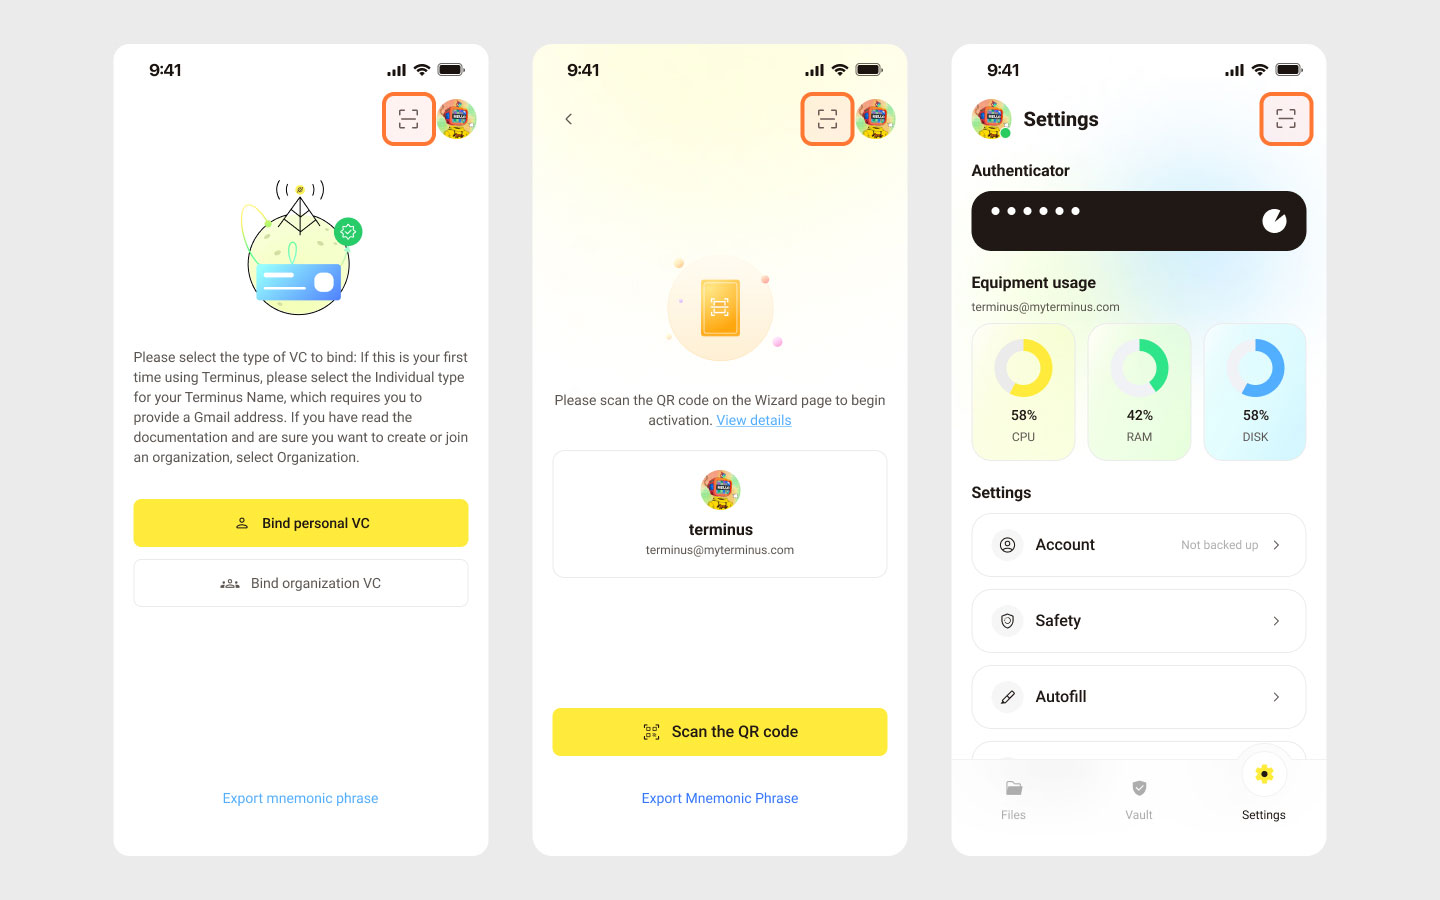 9:41
Please select the type of VC to bind: If this is your first
time using Terminus, please select the Individual type
for your Terminus Name, which requires you to
provide a Gmail address. If you have read the
documentation and are sure you want to create or join
an organization, select Organization.
Bind personal VC
Bind organization VC
Export mnemonic phrase
9:41
HELLO
Please scan the QR code on the Wizard page to begin
activation. View details
HELLO
terminus
terminus@myterminus.com
Scan the QR code
Export Mnemonic Phrase
9:41
Settings
Authenticator
Equipment usage
terminus@myterminus.com
58%
CPU
42%
RAM
58%
DISK
Settings
Account
Not backed up
Safety
Autofill
Files
Vault
Settings